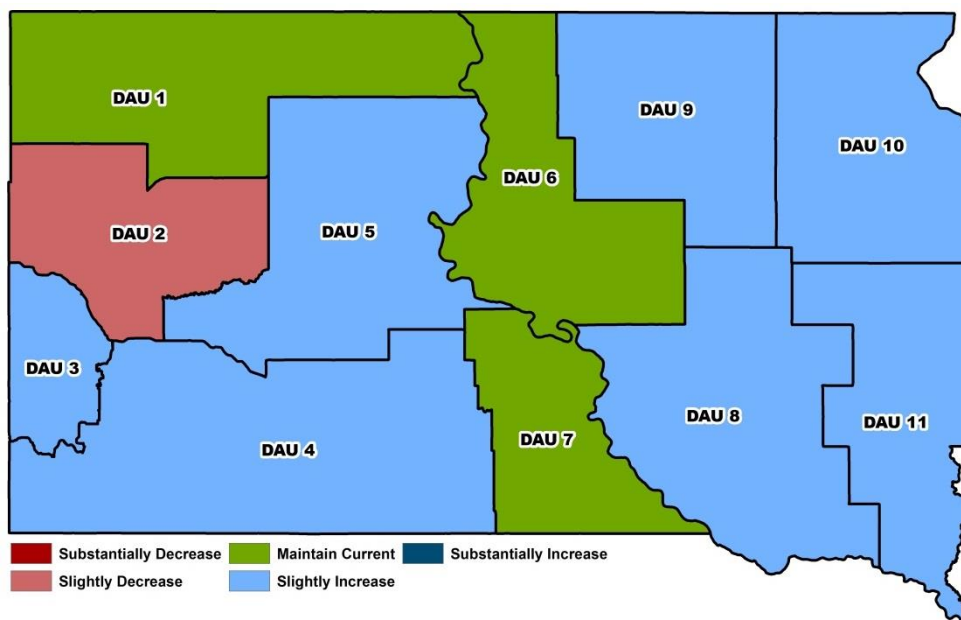 DAU 1
DAU 9
DAU 10
DAU 6
DAU 2
DAU 5
DAU 3
DAU 8
DAU 11
DAU 7
DAU 4
Substantially Decrease
Maintain Current
Substantially Increase
Slightly Decrease
Slightly Increase